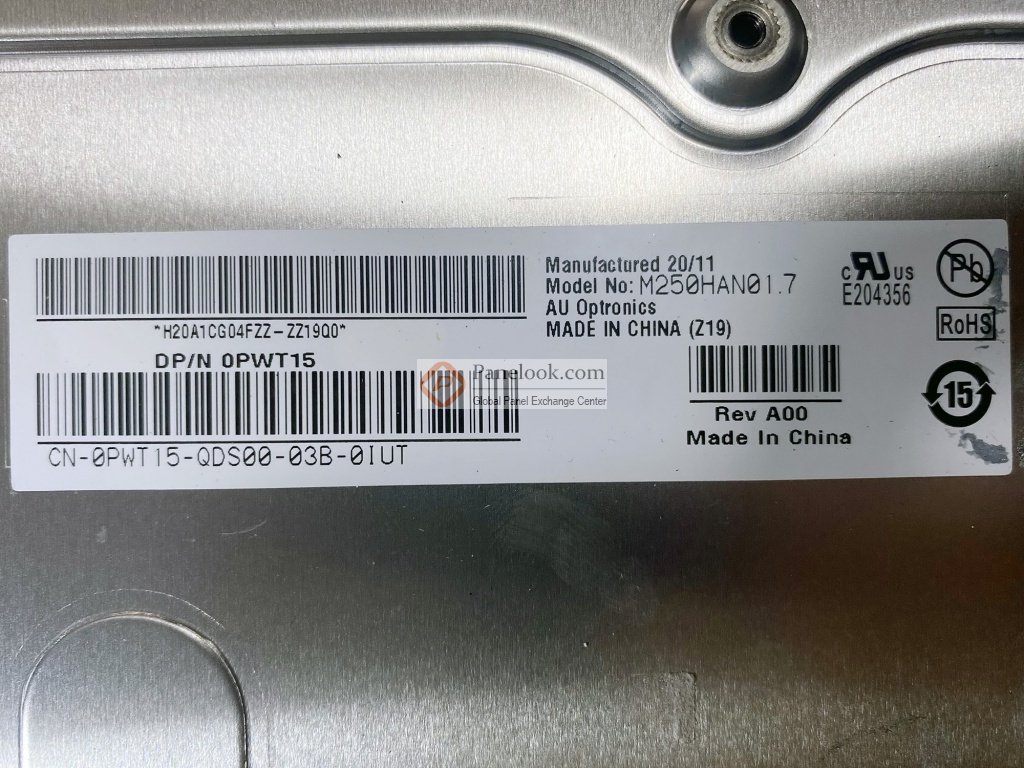 Manufactured 20/11
Model No: M250HAN01.7
AU Optronics
MADE IN CHINA (Z19)
*H20A1CG04FZZ-ZZ19Q0*
DP/N 0PWT15
CN-0PWT15-QDS00-03B-0IUT
Rev A00
Made In China
c RU US
E204356
Pb
RoHS
15
Panelook.com
Global Panel Exchange Center